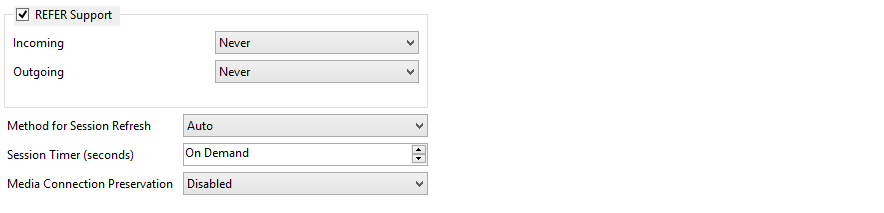 REFER Support
Incoming Never
Outgoing Never
Method for Session Refresh Auto
Session Timer (seconds) On Demand
Media Connection Preservation Disabled